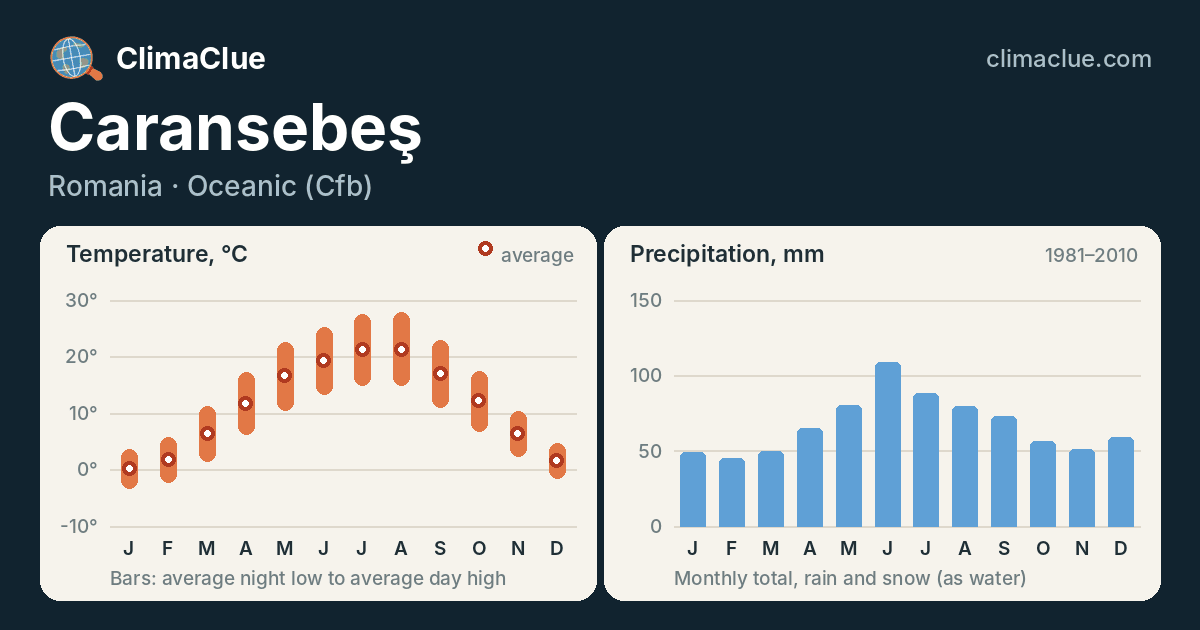 ClimaClue
climaclue.com
Caransebeş
Romania · Oceanic (Cfb)
Temperature, °C
average
30°
20°
10°
0°
-10°
J F M A M J J A S O N D
Bars: average night low to average day high
Precipitation, mm
1981–2010
150
100
50
0
J F M A M J J A S O N D
Monthly total, rain and snow (as water)